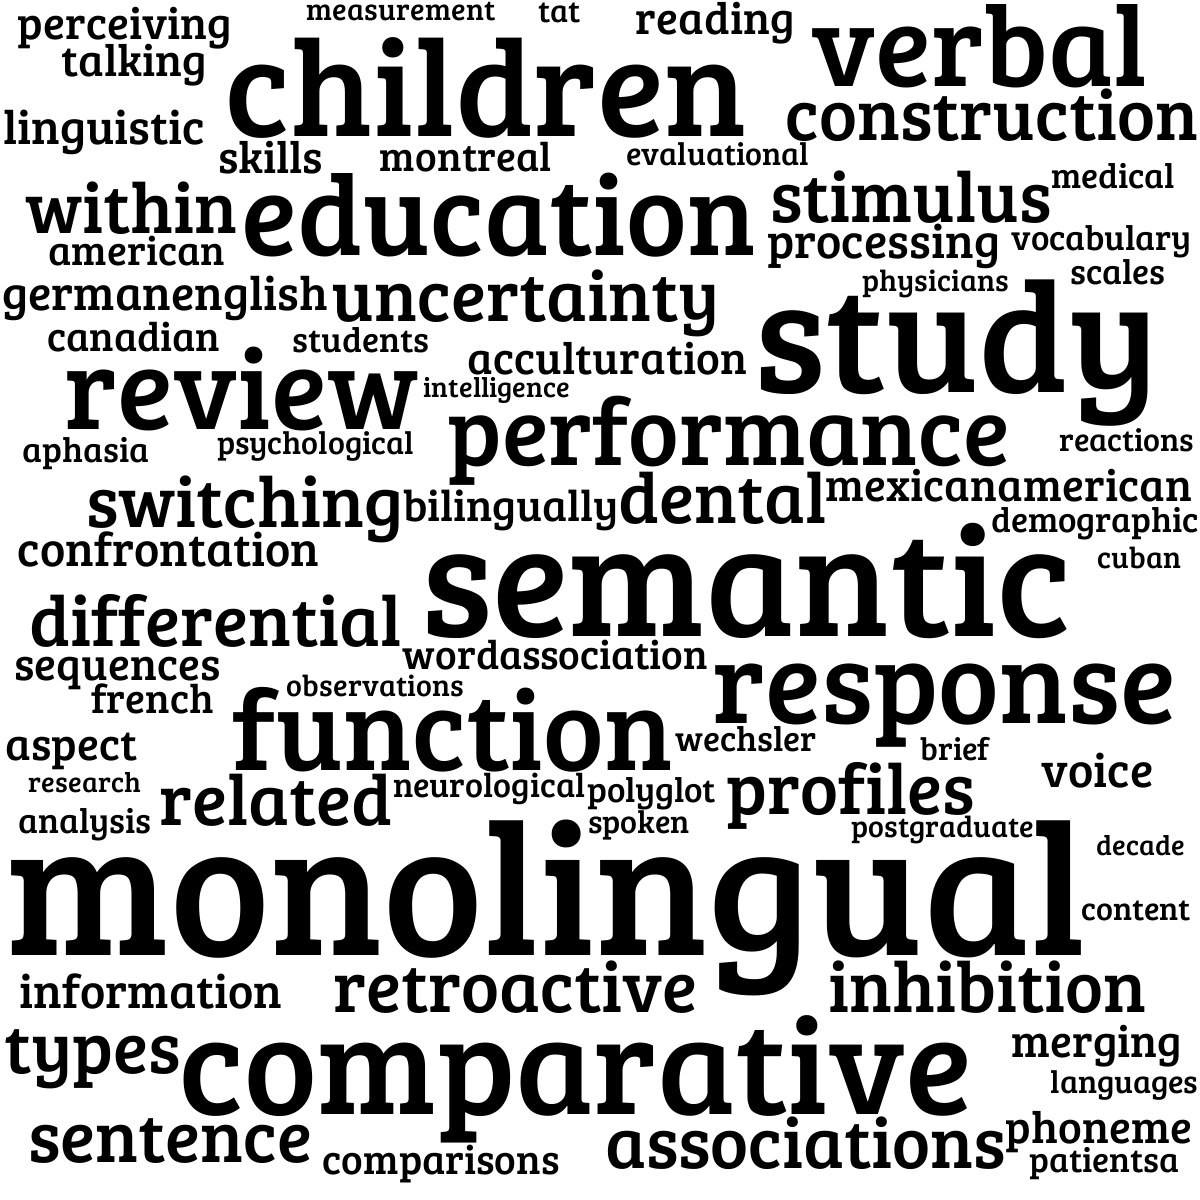 perceiving measurement tat reading verbal
talking children
linguistic construction
skills montreal evaluational
within education stimulus medical
american processing vocabulary
germanenglish uncertainty physicians scales
canadian students acculturation study
review intelligence
aphasia psychological performance reactions
switching bilingually dental mexicanamerican
confrontation semantic demographic
cuban
differential
sequences wordassociation response
french observations
aspect function wechsler brief voice
research related neurological polyglot profiles
analysis spoken postgraduate
monolingual decade
content
information retroactive inhibition
types comparative merging
languages
sentence comparisons associations phoneme
patientsa